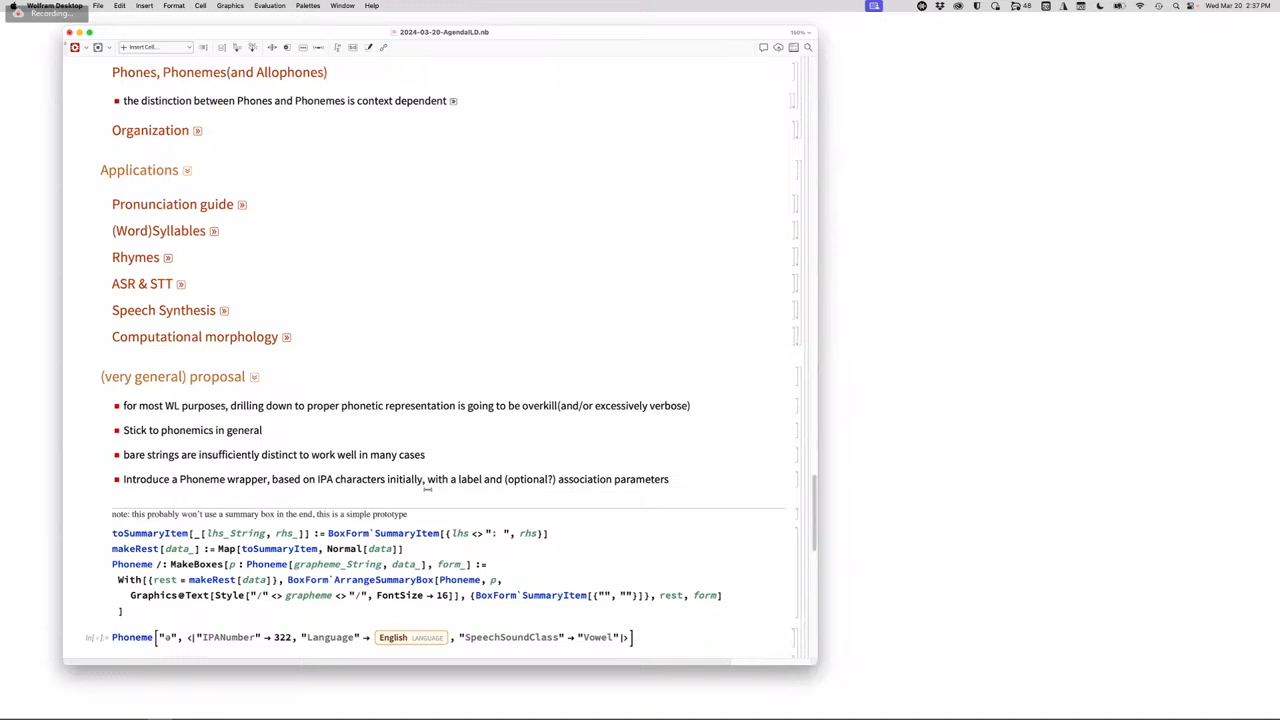 Wolfram Desktop File Edit Insert Format Cell Graphics Evaluation Palettes Window Help 48 Wed Mar 20 2:37 PM
Recording...
2024-03-20-AgendaILD.nb
150%
Insert Cell...
Phones, Phonemes(and Allophones)
the distinction between Phones and Phonemes is context dependent
Organization
Applications
Pronunciation guide
(Word)Syllables
Rhymes
ASR & STT
Speech Synthesis
Computational morphology
(very general) proposal
for most WL purposes, drilling down to proper phonetic representation is going to be overkill(and/or excessively verbose)
Stick to phonemics in general
bare strings are insufficiently distinct to work well in many cases
Introduce a Phoneme wrapper, based on IPA characters initially, with a label and (optional?) association parameters
note: this probably won't use a summary box in the end, this is a simple prototype
toSummaryItem[_[lhs_String, rhs_]] := BoxForm`SummaryItem[{lhs <> ": ", rhs}]
makeRest[data_] := Map[toSummaryItem, Normal[data]]
Phoneme /: MakeBoxes[p : Phoneme[grapheme_String, data_], form_] :=
With[{rest = makeRest[data]}, BoxForm`ArrangeSummaryBox[Phoneme, p,
Graphics@Text[Style["/" <> grapheme <> "/", FontSize → 16]], {BoxForm`SummaryItem[{"", ""}]}, rest, form]
]
In[•]:= Phoneme["ə", <|"IPANumber" → 322, "Language" → English LANGUAGE , "SpeechSoundClass" → "Vowel"|>]